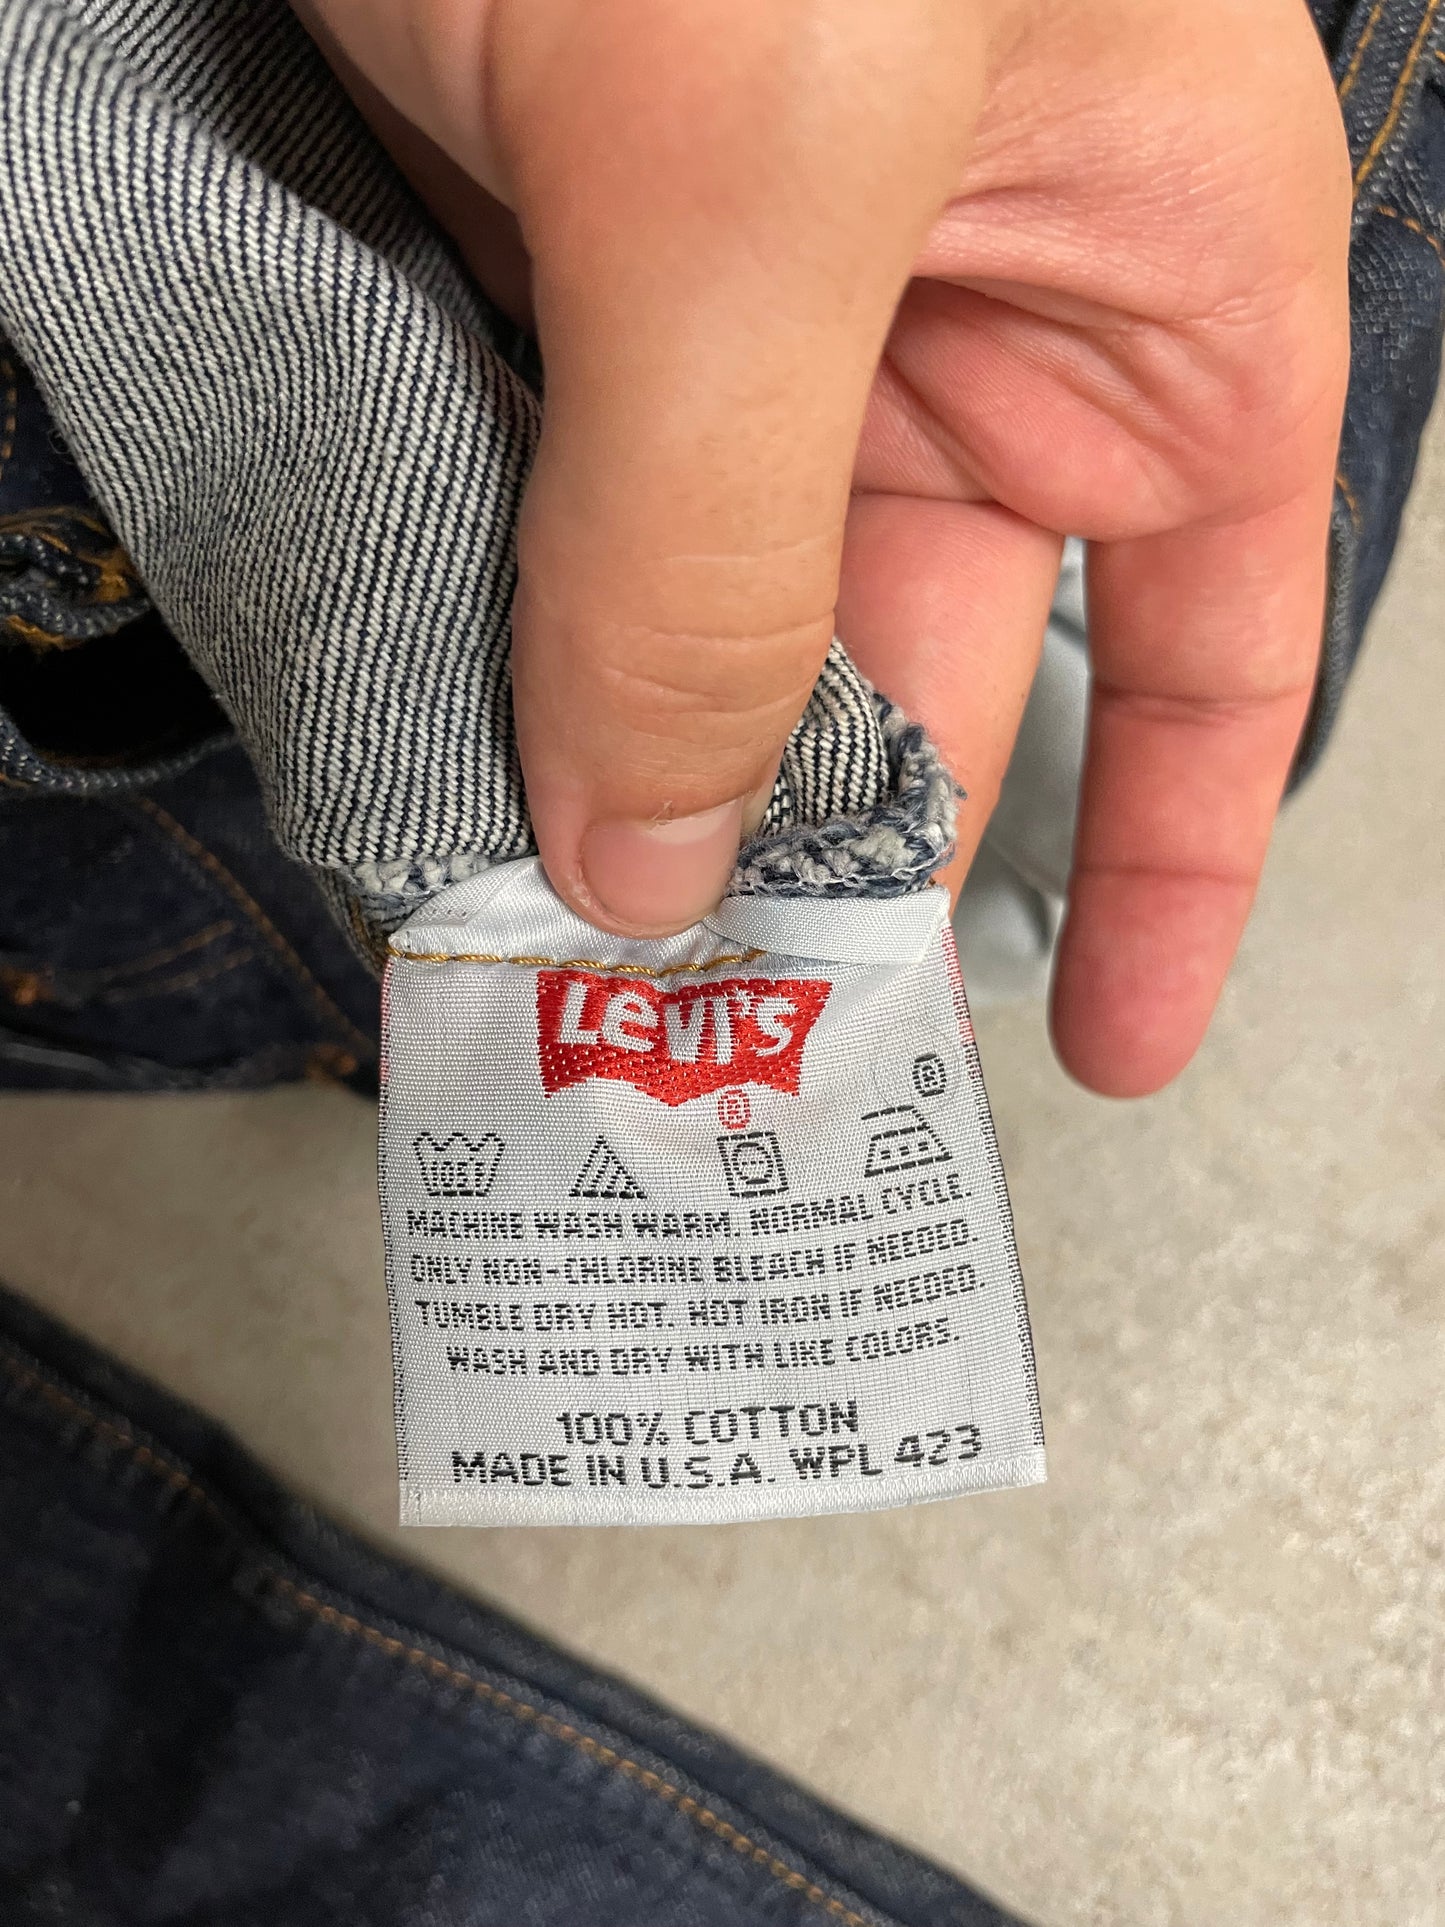 LEVI'S
®
®
105F
MACHINE WASH WARM. NORMAL CYCLE.
ONLY NON-CHLORINE BLEACH IF NEEDED.
TUMBLE DRY HOT. HOT IRON IF NEEDED.
WASH AND DRY WITH LIKE COLORS.
100% COTTON
MADE IN U.S.A. WPL 423